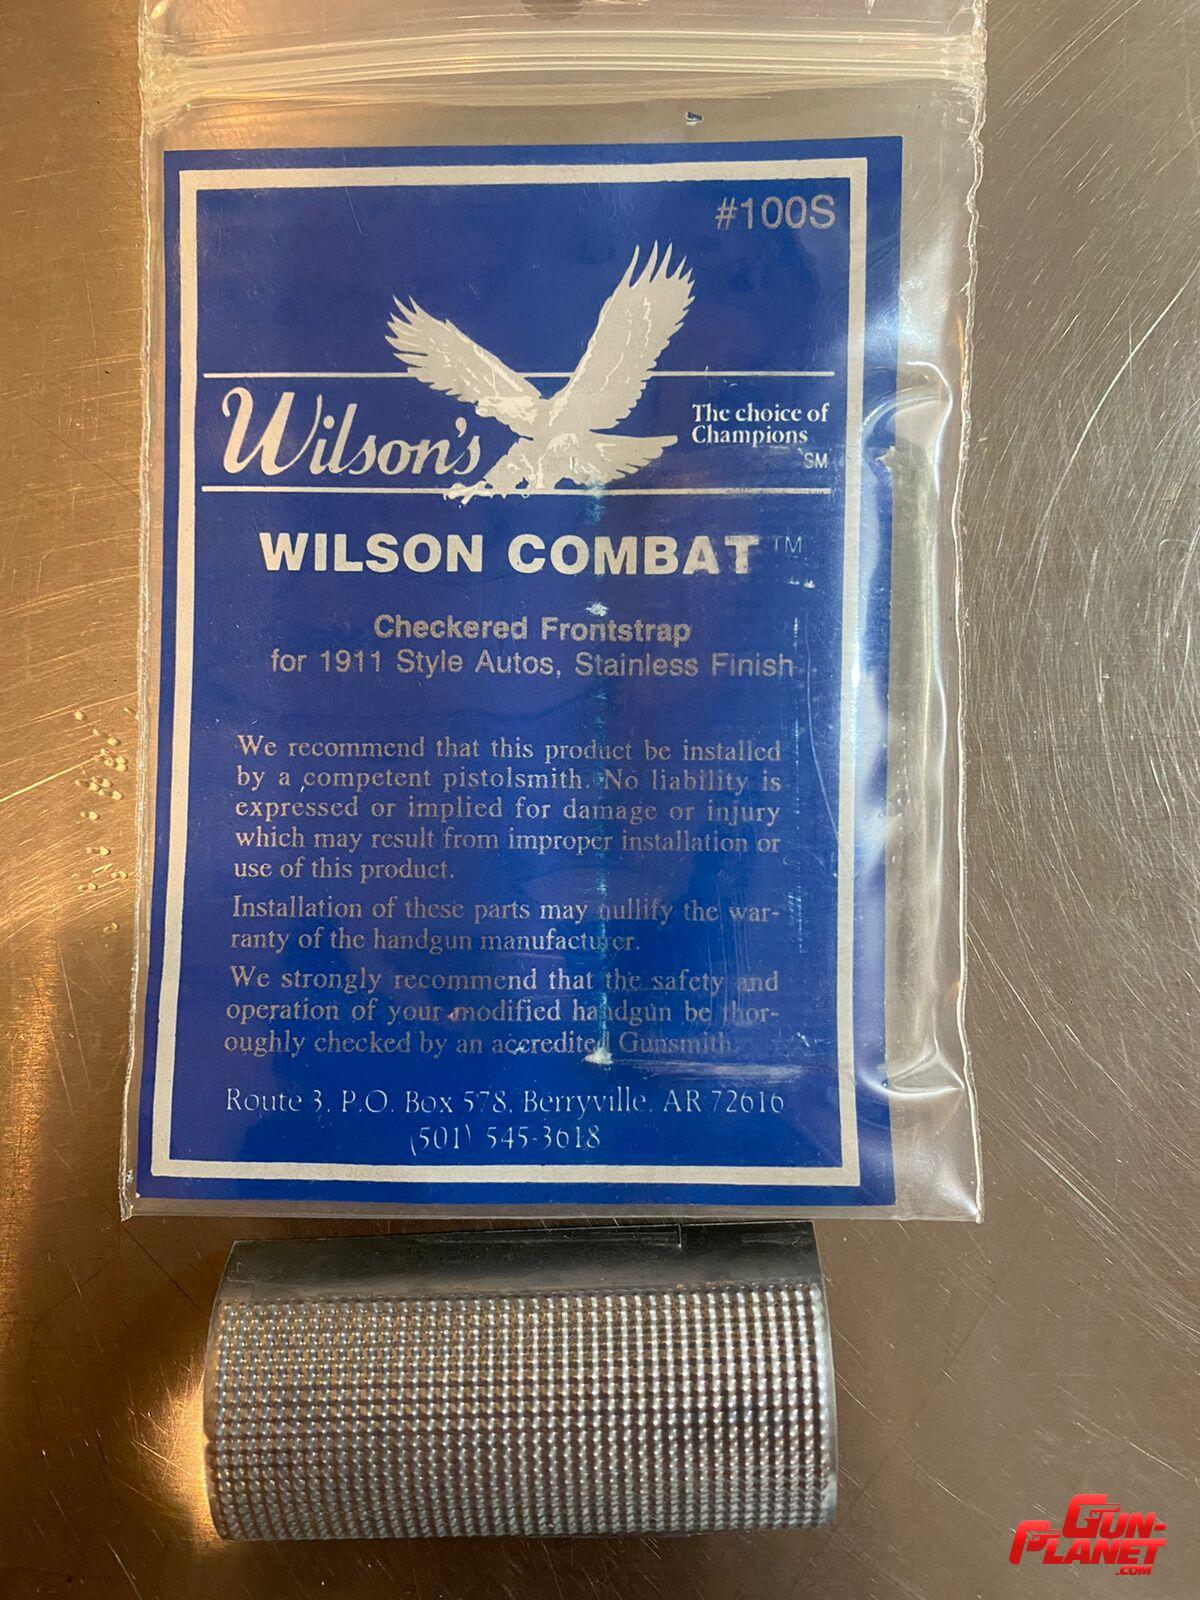 #100S
Wilson's
The choice of
Champions
SM
WILSON COMBAT TM
Checkered Frontstrap
for 1911 Style Autos, Stainless Finish
We recommend that this product be installed
by a competent pistolsmith. No liability is
expressed or implied for damage or injury
which may result from improper installation or
use of this product.
Installation of these parts may nullify the war-
ranty of the handgun manufacturer.
We strongly recommend that the safety and
operation of your modified handgun be thor-
oughly checked by an accredited Gunsmith.
Route 3, P.O. Box 578, Berryville, AR 72616
(501) 545-3618
GUN-
PLANET
.COM